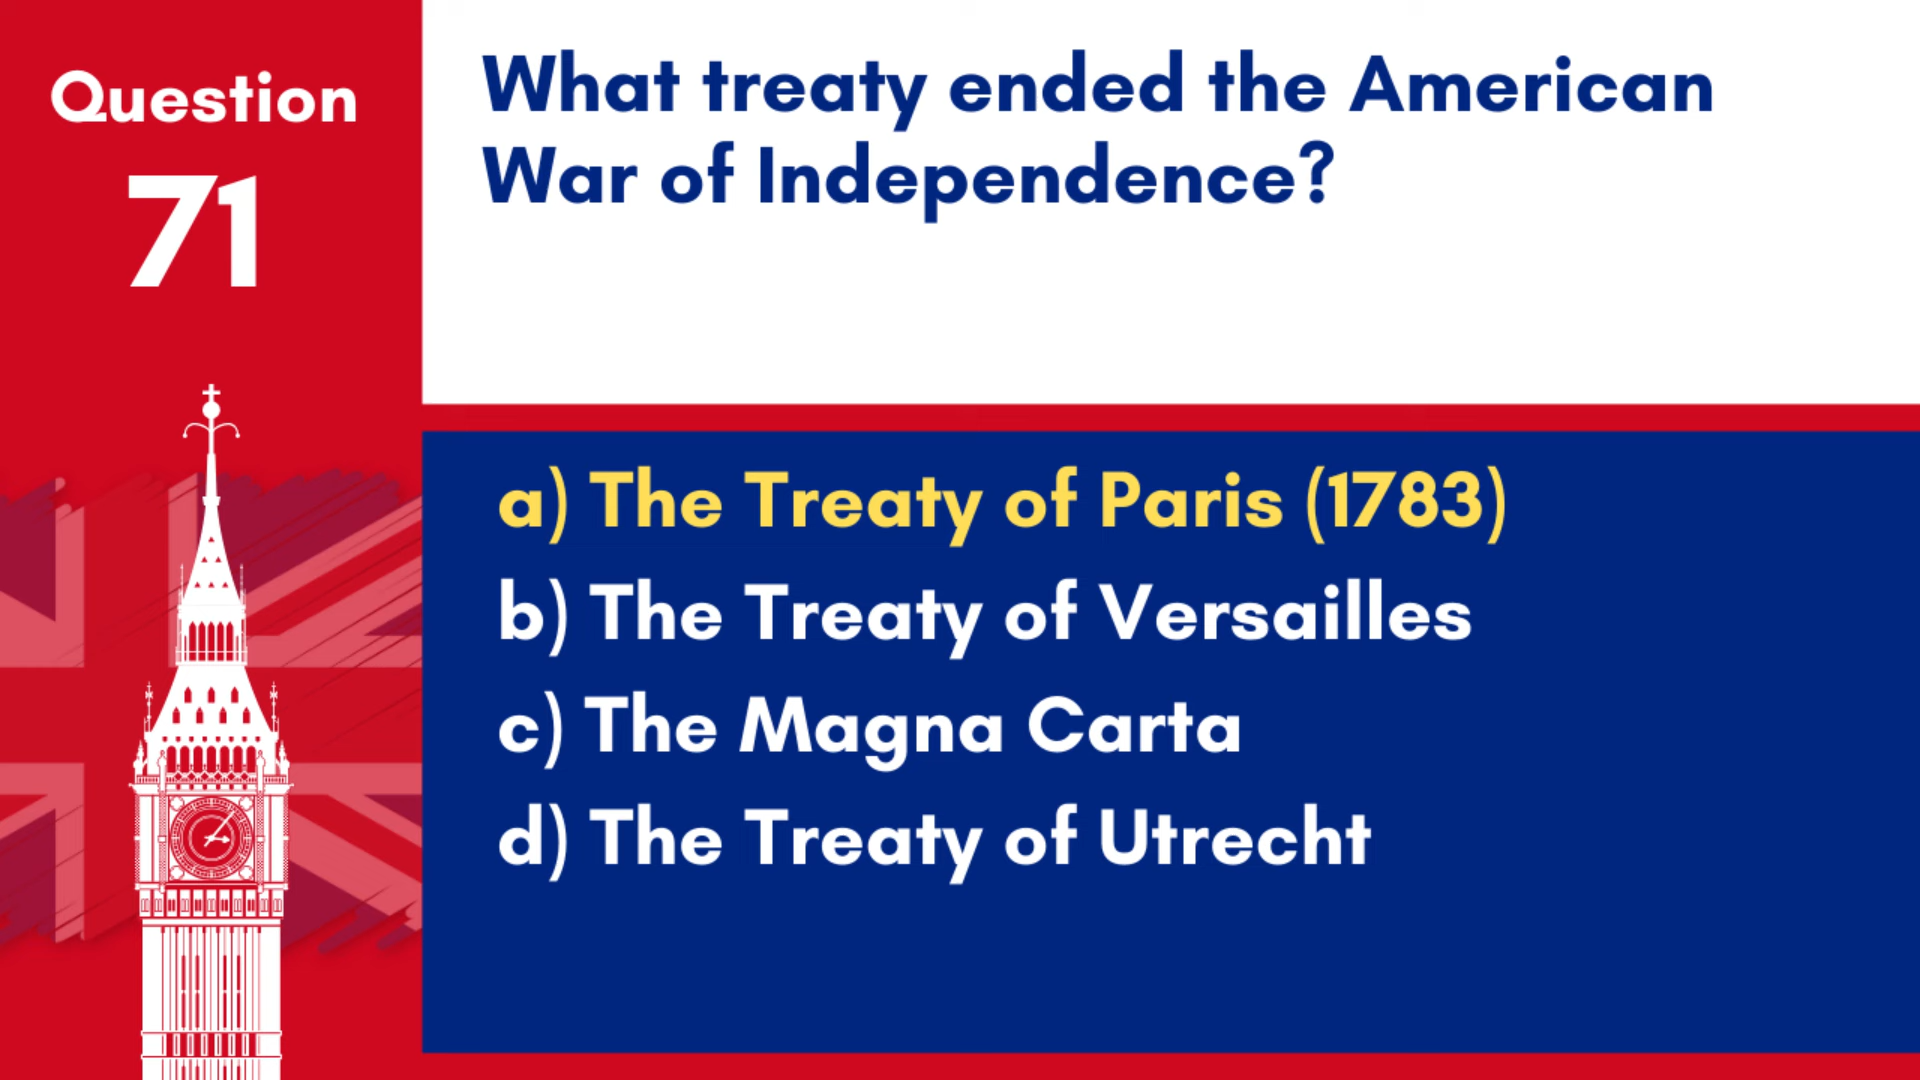 Question
71
What treaty ended the American
War of Independence?
a) The Treaty of Paris (1783)
b) The Treaty of Versailles
c) The Magna Carta
d) The Treaty of Utrecht